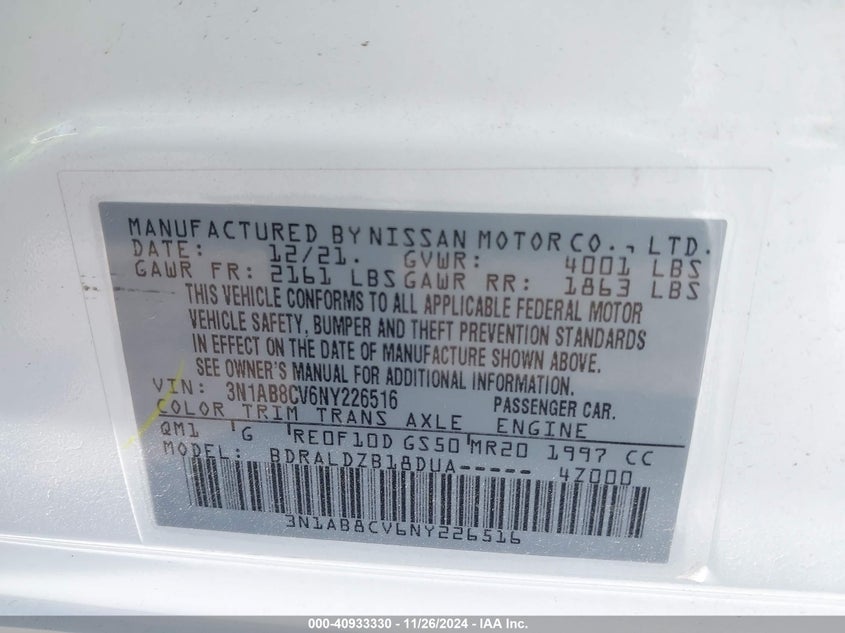 MANUFACTURED BY NISSAN MOTOR CO., LTD.
DATE: 12/21. GVWR: 4001 LBS
GAWR FR: 2161 LBS GAWR RR: 1863 LBS
THIS VEHICLE CONFORMS TO ALL APPLICABLE FEDERAL MOTOR
VEHICLE SAFETY, BUMPER AND THEFT PREVENTION STANDARDS
IN EFFECT ON THE DATE OF MANUFACTURE SHOWN ABOVE.
SEE OWNER'S MANUAL FOR ADDITIONAL INFORMATION.
VIN: 3N1AB8CV6NY226516 PASSENGER CAR.
COLOR TRIM TRANS AXLE ENGINE
QM1 G RE0F10D GS50 MR20 1997 CC
MODEL: BDRALDZB18DUA----- 4Z000
3N1AB8CV6NY226516
000-40933330 - 11/26/2024 - IAA Inc.